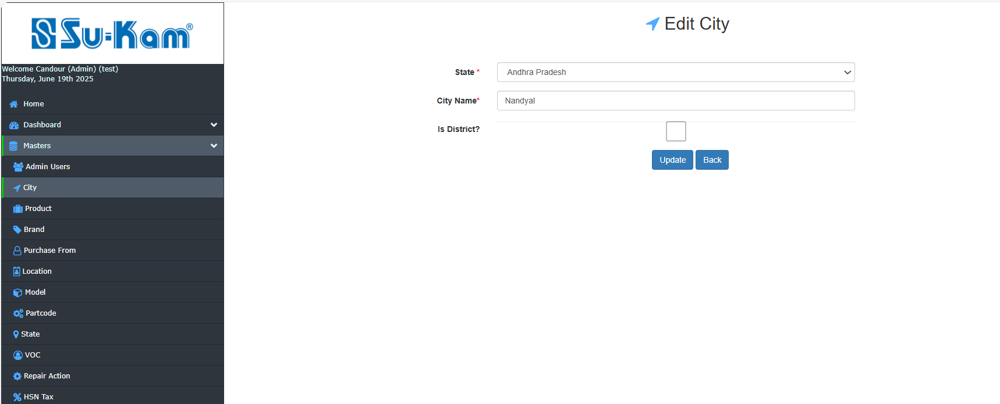 Su-Kam®
Welcome Candour (Admin) (test)
Thursday, June 19th 2025
Home
Dashboard
Masters
Admin Users
City
Product
Brand
Purchase From
Location
Model
Partcode
State
VOC
Repair Action
HSN Tax
Edit City
State *
Andhra Pradesh
City Name*
Nandyal
Is District?
Update Back